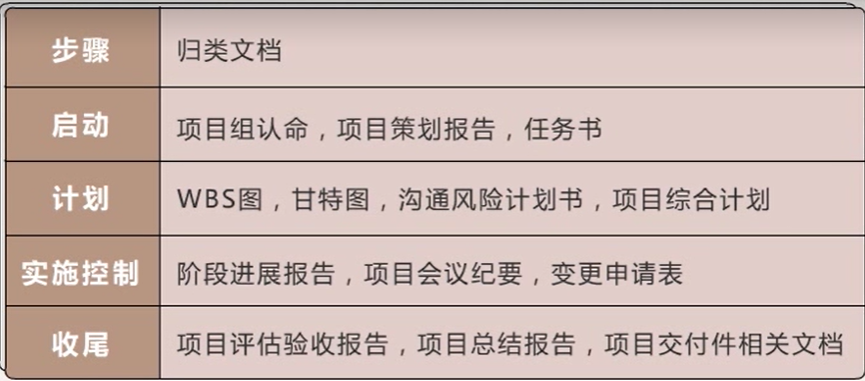 步骤 归类文档
启动 项目组认命，项目策划报告，任务书
计划 WBS图，甘特图，沟通风险计划书，项目综合计划
实施控制 阶段进展报告，项目会议纪要，变更申请表
收尾 项目评估验收报告，项目总结报告，项目交付件相关文档